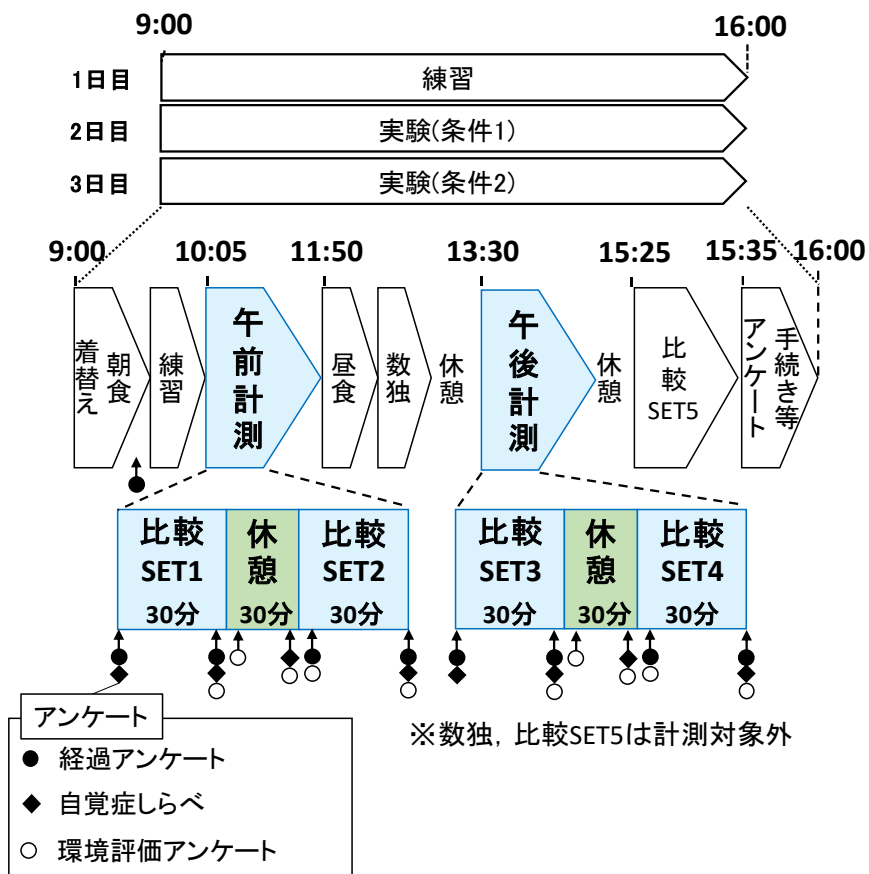 9:00 16:00
1日目 練習
2日目 実験(条件1)
3日目 実験(条件2)
9:00 10:05 11:50 13:30 15:25 15:35 16:00
着替え
朝食
練習
午前計測
昼食
数独
休憩
午後計測
休憩
比較
SET5
アンケート
手続き等
比較
SET1
30分
休憩
30分
比較
SET2
30分
比較
SET3
30分
休憩
30分
比較
SET4
30分
アンケート
経過アンケート
自覚症しらべ
環境評価アンケート
※数独, 比較SET5は計測対象外